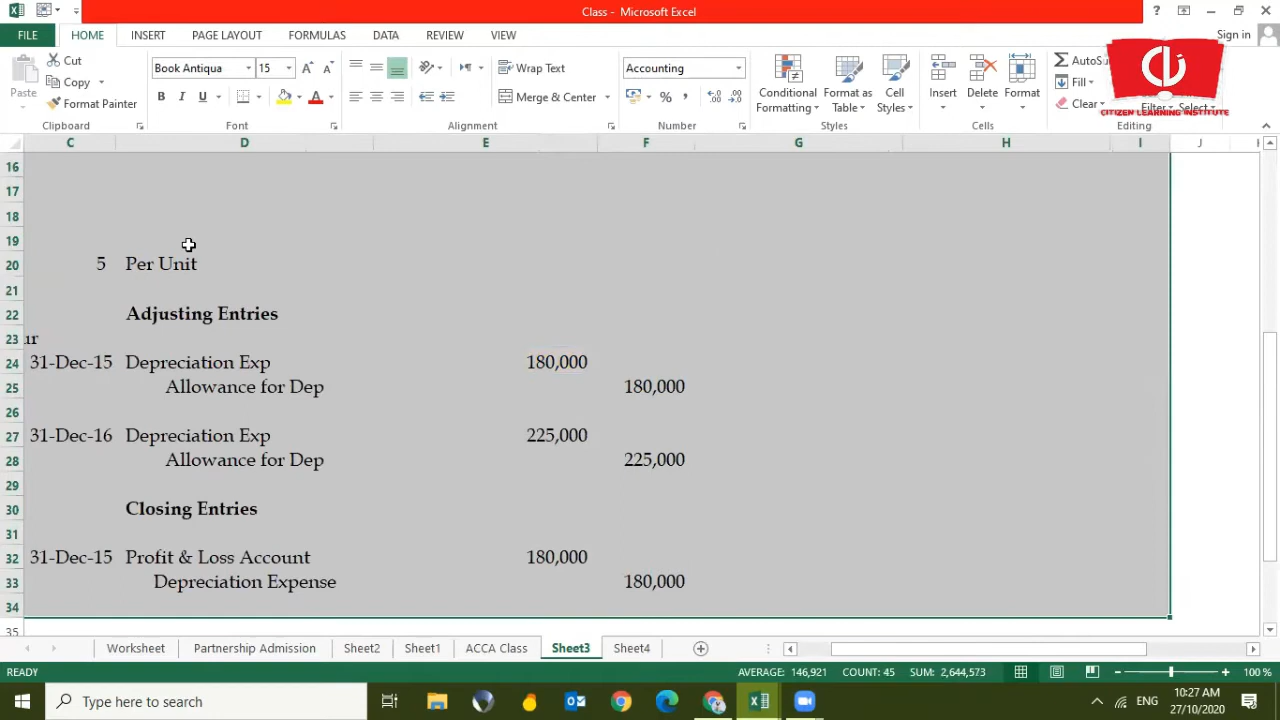 Class - Microsoft Excel
?
FILE HOME INSERT PAGE LAYOUT FORMULAS DATA REVIEW VIEW Sign in
Paste Cut Copy Format Painter
Book Antiqua 15
B I U
Wrap Text
Merge & Center
Accounting
%
Conditional Formatting Format as Table Cell Styles
Insert Delete Format
AutoS
Fill
Clear
Filter Select
CITIZEN LEARNING INSTITUTE
Clipboard Font Alignment Number Styles Cells Editing
C D E F G H I J
16
17
18
19
20 5 Per Unit
21
22 Adjusting Entries
23 ur
24 31-Dec-15 Depreciation Exp 180,000
25 Allowance for Dep 180,000
26
27 31-Dec-16 Depreciation Exp 225,000
28 Allowance for Dep 225,000
29
30 Closing Entries
31
32 31-Dec-15 Profit & Loss Account 180,000
33 Depreciation Expense 180,000
34
35
Worksheet Partnership Admission Sheet2 Sheet1 ACCA Class Sheet3 Sheet4
READY AVERAGE: 146,921 COUNT: 45 SUM: 2,644,573 100 %
Type here to search ENG 10:27 AM
27/10/2020